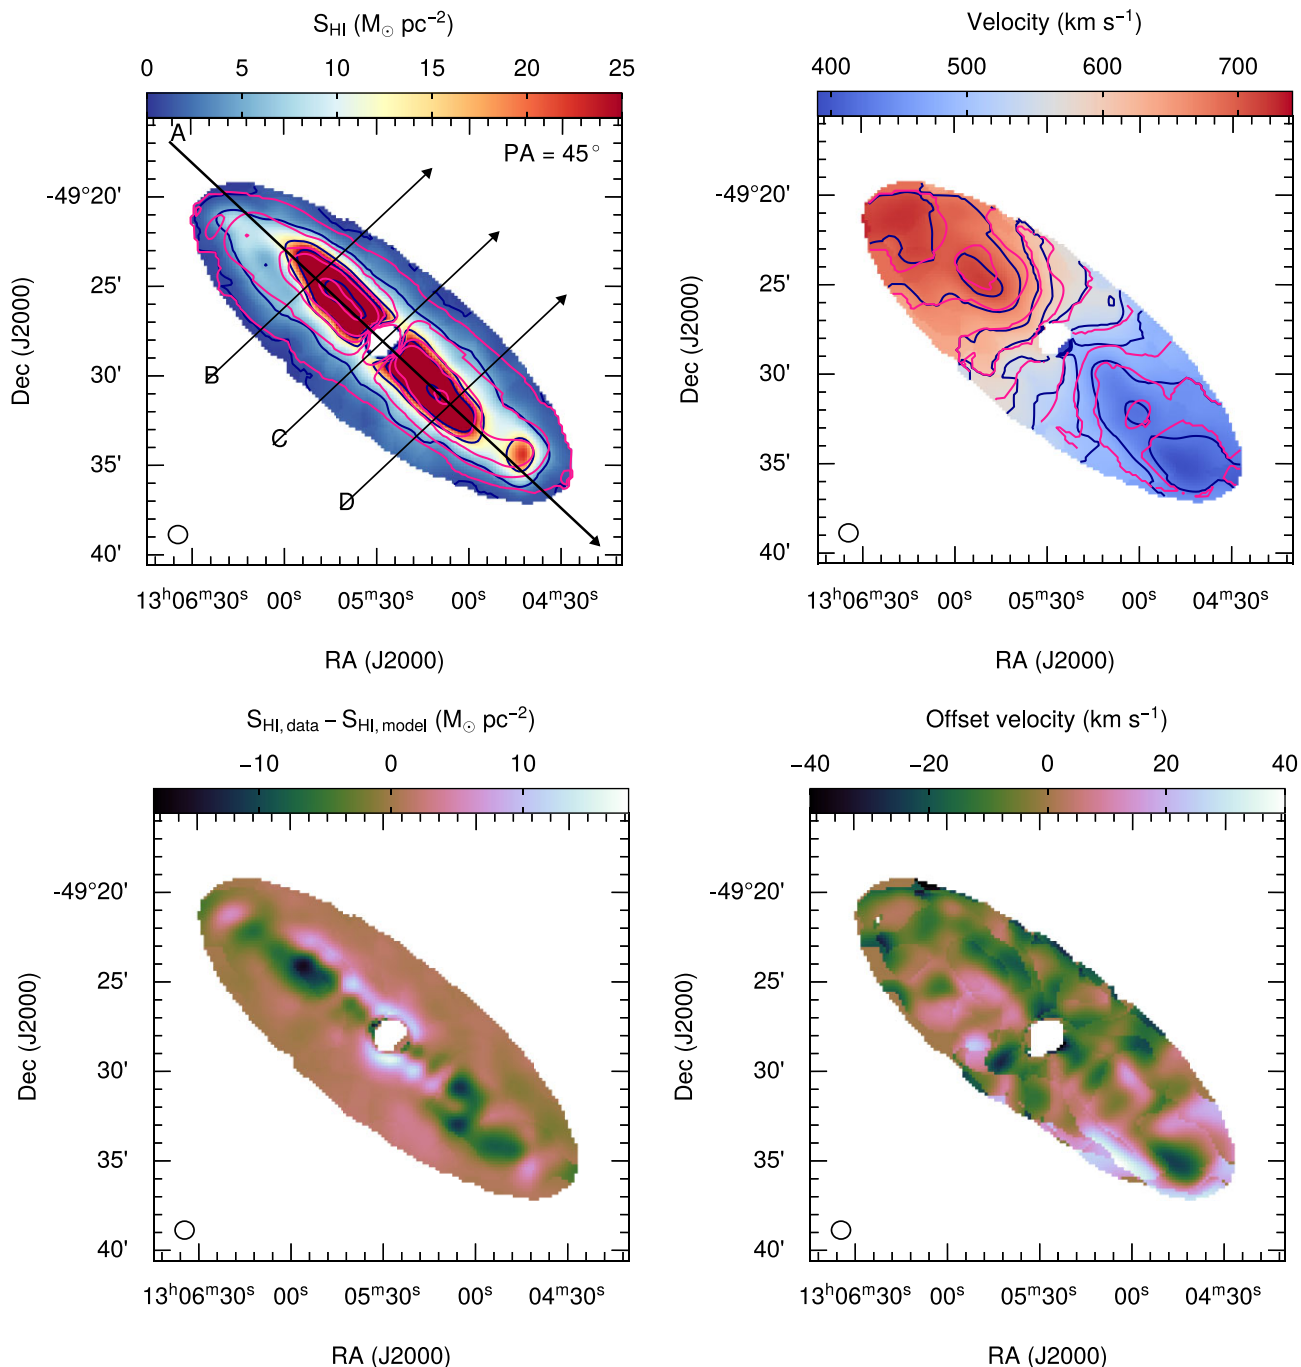 S_HI (M⊙ pc⁻²)
0 5 10 15 20 25
A
PA = 45°
B
C
D
-49°20'
25'
30'
35'
40'
Dec (J2000)
13ʰ06ᵐ30ˢ 00ˢ 05ᵐ30ˢ 00ˢ 04ᵐ30ˢ
RA (J2000)
Velocity (km s⁻¹)
400 500 600 700
-49°20'
25'
30'
35'
40'
Dec (J2000)
13ʰ06ᵐ30ˢ 00ˢ 05ᵐ30ˢ 00ˢ 04ᵐ30ˢ
RA (J2000)
S_HI, data − S_HI, model (M⊙ pc⁻²)
−10 0 10
-49°20'
25'
30'
35'
40'
Dec (J2000)
13ʰ06ᵐ30ˢ 00ˢ 05ᵐ30ˢ 00ˢ 04ᵐ30ˢ
RA (J2000)
Offset velocity (km s⁻¹)
−40 −20 0 20 40
-49°20'
25'
30'
35'
40'
Dec (J2000)
13ʰ06ᵐ30ˢ 00ˢ 05ᵐ30ˢ 00ˢ 04ᵐ30ˢ
RA (J2000)